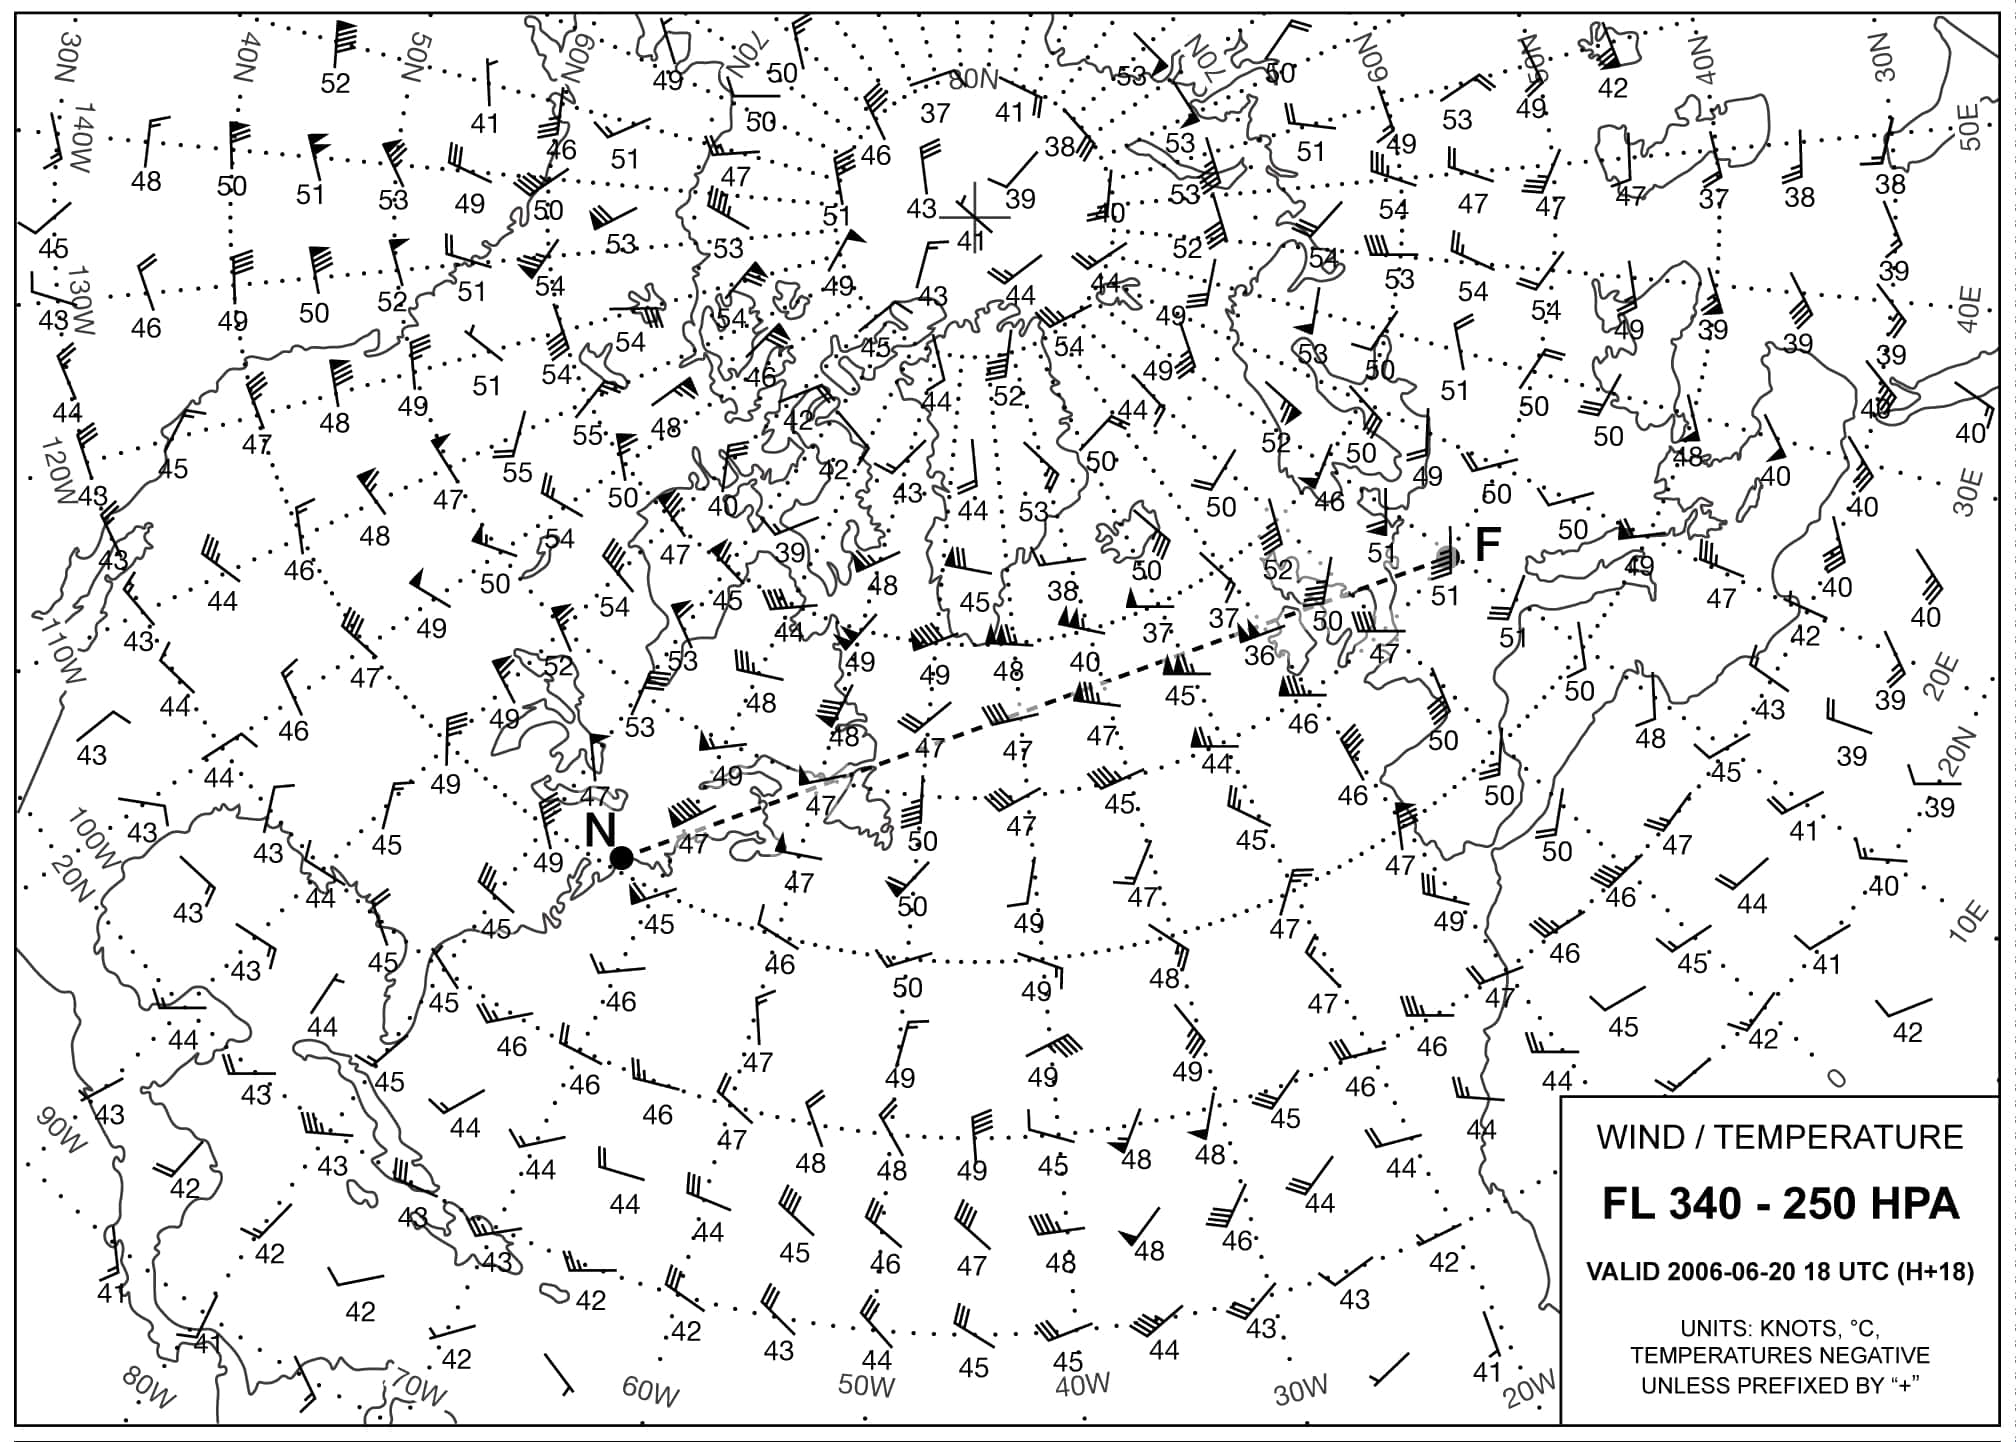 30N 40N 50N 60N 70N 80N 70N 60N 50N 40N 30N
52 41 49 50 50 37 41 53 50 53 49 42
140W 46 51 46 38 53 51 49 50E
48 50 51 53 49 50 47 51 43 39 40 53 54 47 47 47 37 38 38
45 53 53 41 52 54
130W 43 46 49 50 52 51 54 49 43 44 44 53 54 54 39 40E
54 54 45 54 49 53 49 39 39 39
44 47 48 49 51 54 46 44 52 49 50 51
120W 55 48 42 44 52 50 50 50 48 40 40
43 45 47 55 50 42 43 50 50 46 49 50 40 40 30E
43 46 48 54 47 40 39 44 53 51 50
110W 43 44 49 50 54 45 48 45 38 50 52 F 51 49 47 40 40
44 47 52 53 44 49 49 48 40 37 37 36 50 47 51 42 20E
43 46 49 53 48 47 47 47 45 46 50 50 48 43 39 20N
44 49 47 49 47 44 46 50 45 39
100W 43 43 45 49 N 47 50 47 45 45 47 50 47 41
20N 43 44 45 47 50 47 49 46 44 40
45 49 47 10E
43 45 45 46 50 49 48 47 47 46 45 41
44 44 46 46 47 46 45 42 42
43 43 45 46 46 49 49 49 46 44 0
90W 44 47 45 44
42 43 44 48 48 49 45 48 48 44
43 44 44 46 44
42 43 45 46 47 48 48 42
41 42 42 42 43 44 45 45 44 43 43
41 42 41
80W 70W 60W 50W 40W 30W 20W
WIND / TEMPERATURE
FL 340 - 250 HPA
VALID 2006-06-20 18 UTC (H+18)
UNITS: KNOTS, °C,
TEMPERATURES NEGATIVE
UNLESS PREFIXED BY “+”